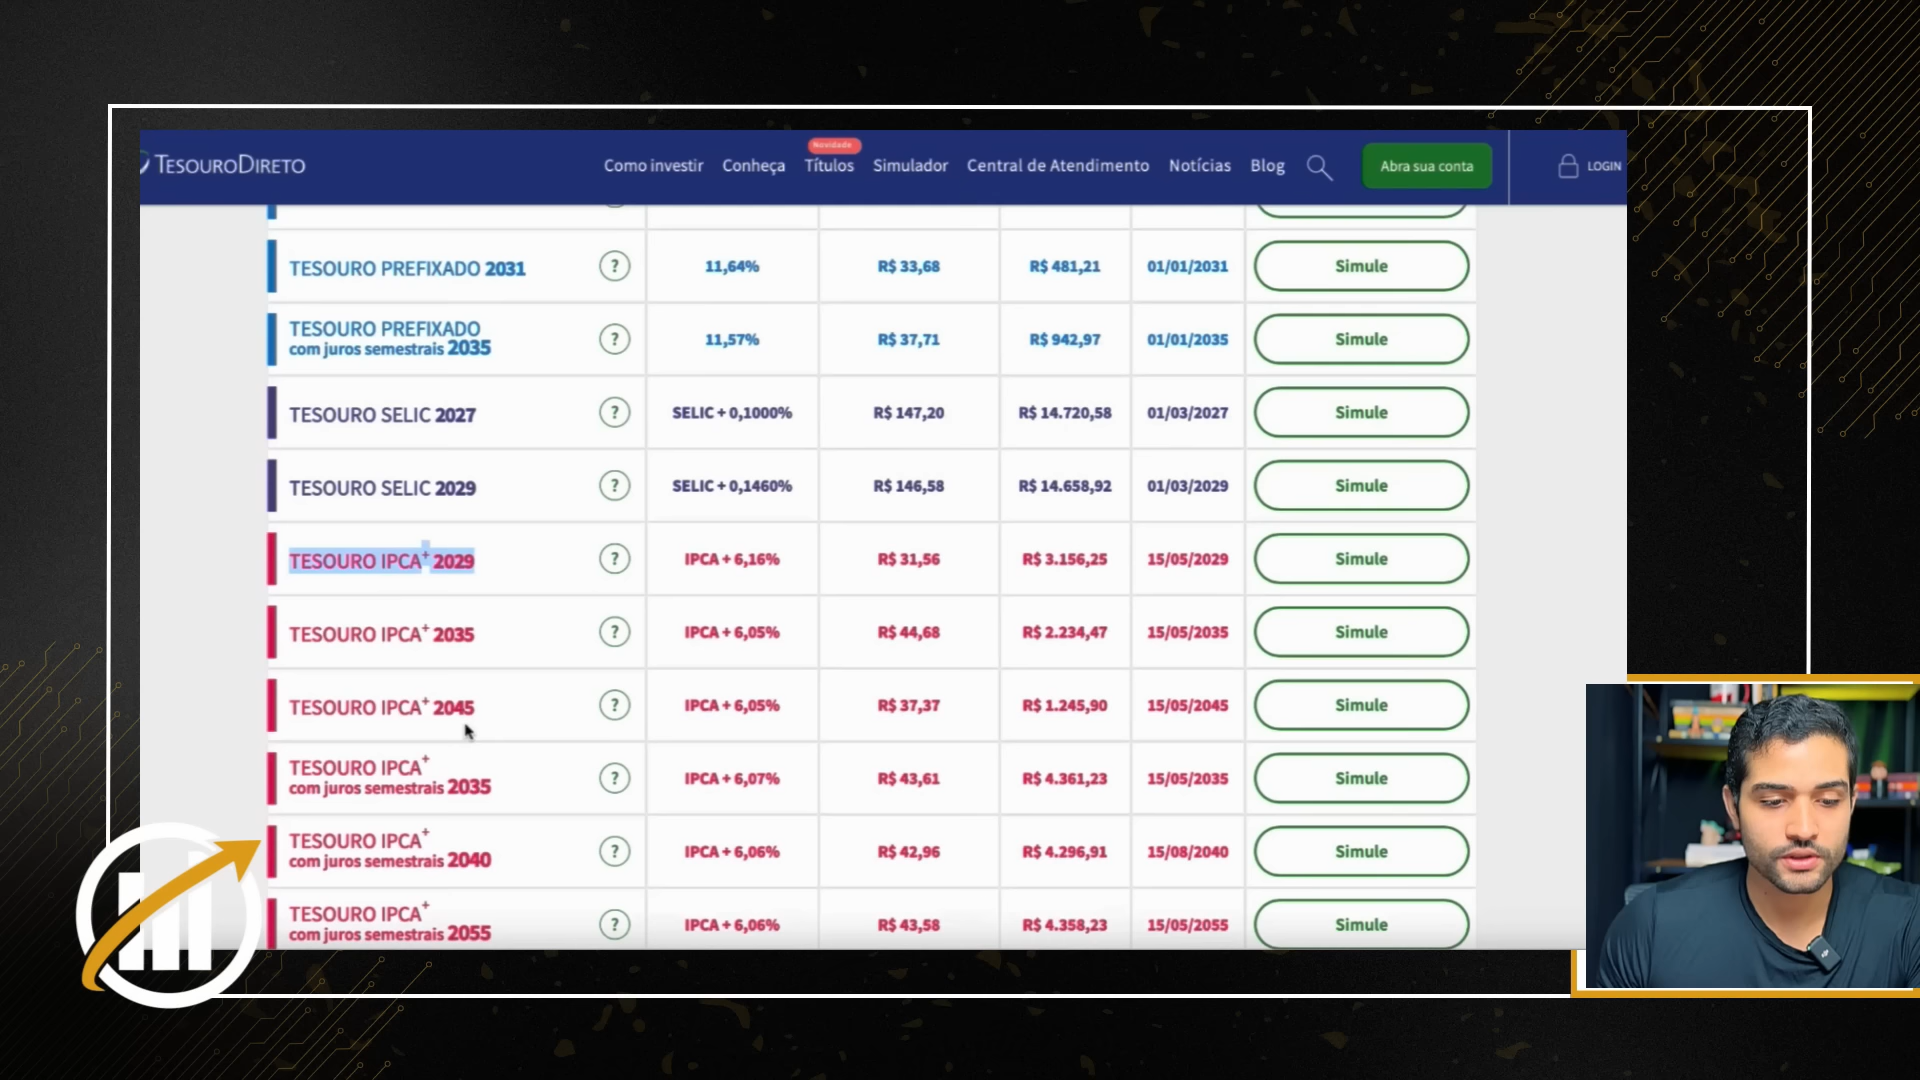 TESOURODIRETO
Como investir Conheça Novidade Títulos Simulador Central de Atendimento Notícias Blog Abra sua conta LOGIN
TESOURO PREFIXADO 2031 ? 11,64% R$ 33,68 R$ 481,21 01/01/2031 Simule
TESOURO PREFIXADO
com juros semestrais 2035 ? 11,57% R$ 37,71 R$ 942,97 01/01/2035 Simule
TESOURO SELIC 2027 ? SELIC + 0,1000% R$ 147,20 R$ 14.720,58 01/03/2027 Simule
TESOURO SELIC 2029 ? SELIC + 0,1460% R$ 146,58 R$ 14.658,92 01/03/2029 Simule
TESOURO IPCA+ 2029 ? IPCA + 6,16% R$ 31,56 R$ 3.156,25 15/05/2029 Simule
TESOURO IPCA+ 2035 ? IPCA + 6,05% R$ 44,68 R$ 2.234,47 15/05/2035 Simule
TESOURO IPCA+ 2045 ? IPCA + 6,05% R$ 37,37 R$ 1.245,90 15/05/2045 Simule
TESOURO IPCA+
com juros semestrais 2035 ? IPCA + 6,07% R$ 43,61 R$ 4.361,23 15/05/2035 Simule
TESOURO IPCA+
com juros semestrais 2040 ? IPCA + 6,06% R$ 42,96 R$ 4.296,91 15/08/2040 Simule
TESOURO IPCA+
com juros semestrais 2055 ? IPCA + 6,06% R$ 43,58 R$ 4.358,23 15/05/2055 Simule